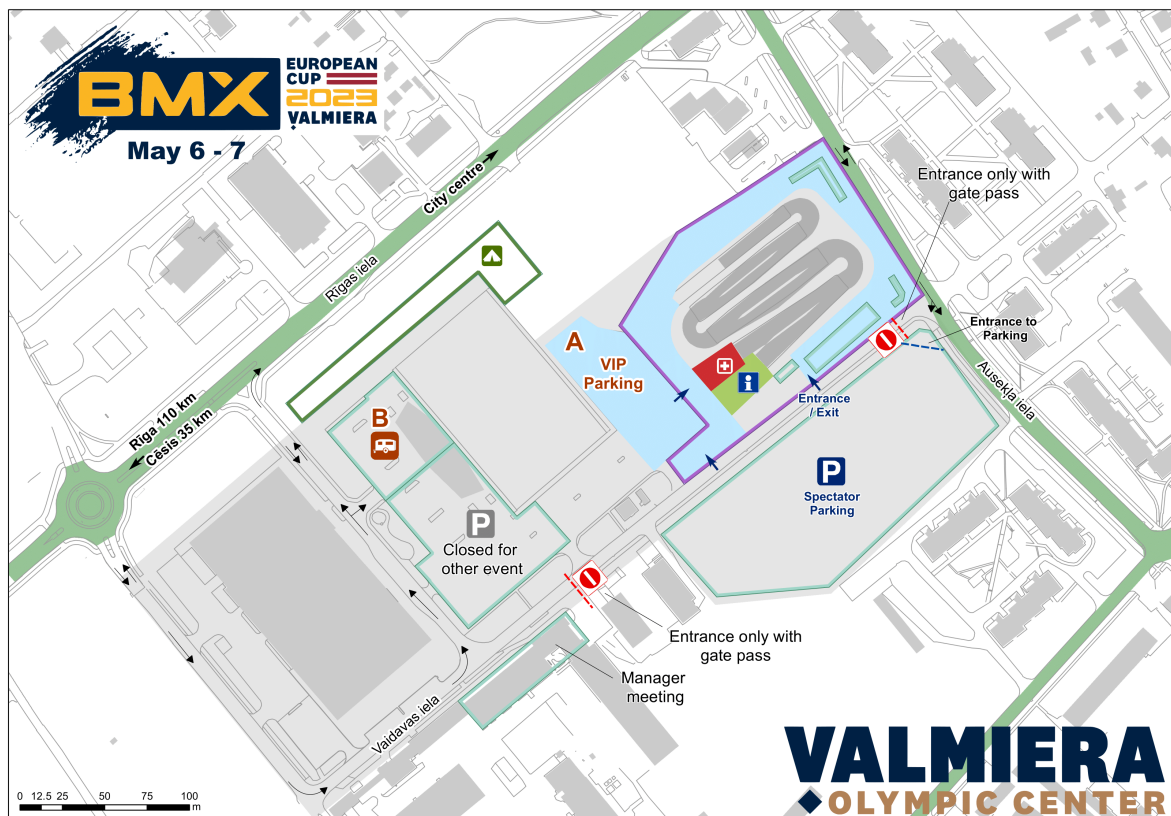 BMX
EUROPEAN
CUP
2023
VALMIERA
May 6 - 7
City centre
Rīgas iela
Rīga 110 km
Cēsis 35 km
Entrance only with
gate pass
Entrance to
Parking
Ausekļa iela
A
VIP
Parking
i
Entrance
/ Exit
B
P
Spectator
Parking
P
Closed for
other event
Entrance only with
gate pass
Manager
meeting
Vaidavas iela
0 12.5 25 50 75 100
m
VALMIERA
OLYMPIC CENTER